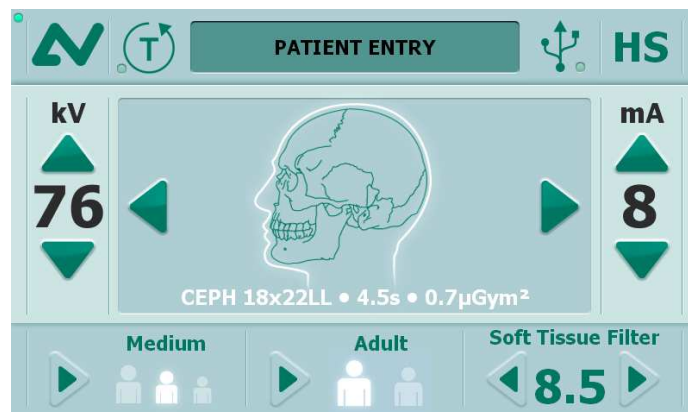 T
PATIENT ENTRY
HS
kV
76
mA
8
CEPH 18x22LL • 4.5s • 0.7µGym²
Medium
Adult
Soft Tissue Filter
8.5